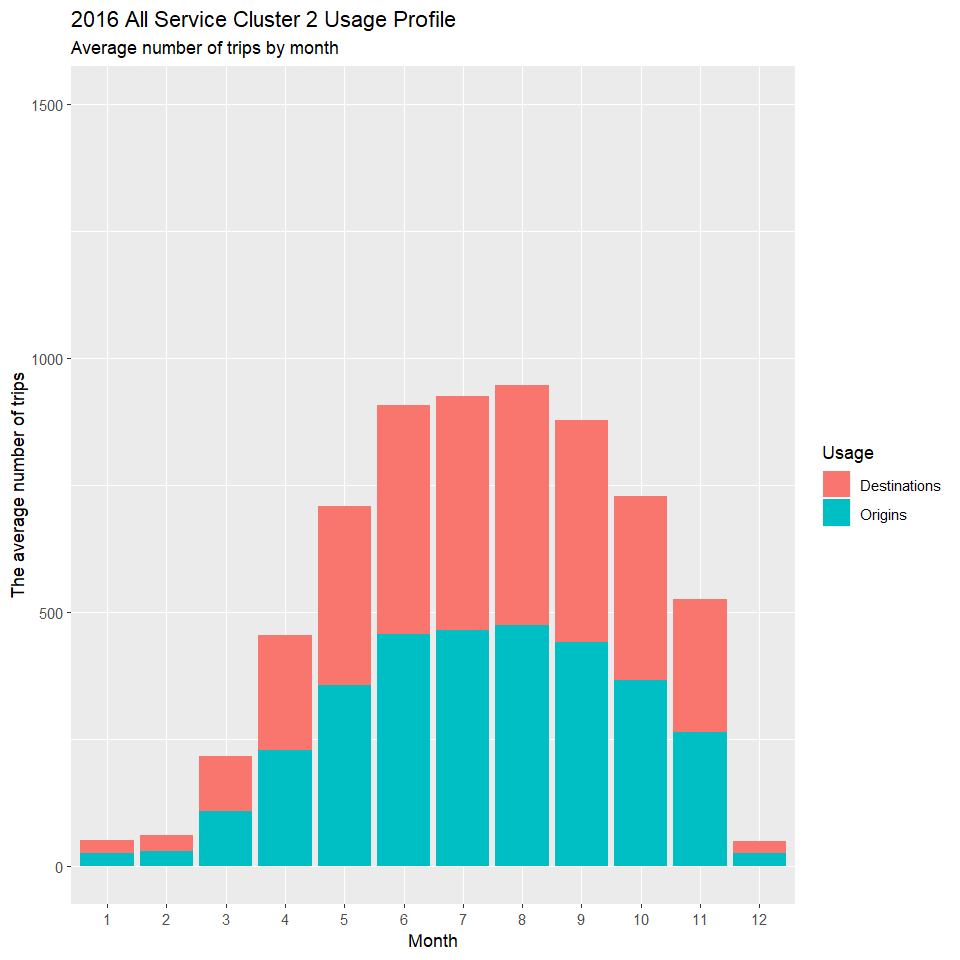 2016 All Service Cluster 2 Usage Profile
Average number of trips by month
The average number of trips
1500
1000
500
0
1 2 3 4 5 6 7 8 9 10 11 12
Month
Usage
Destinations
Origins